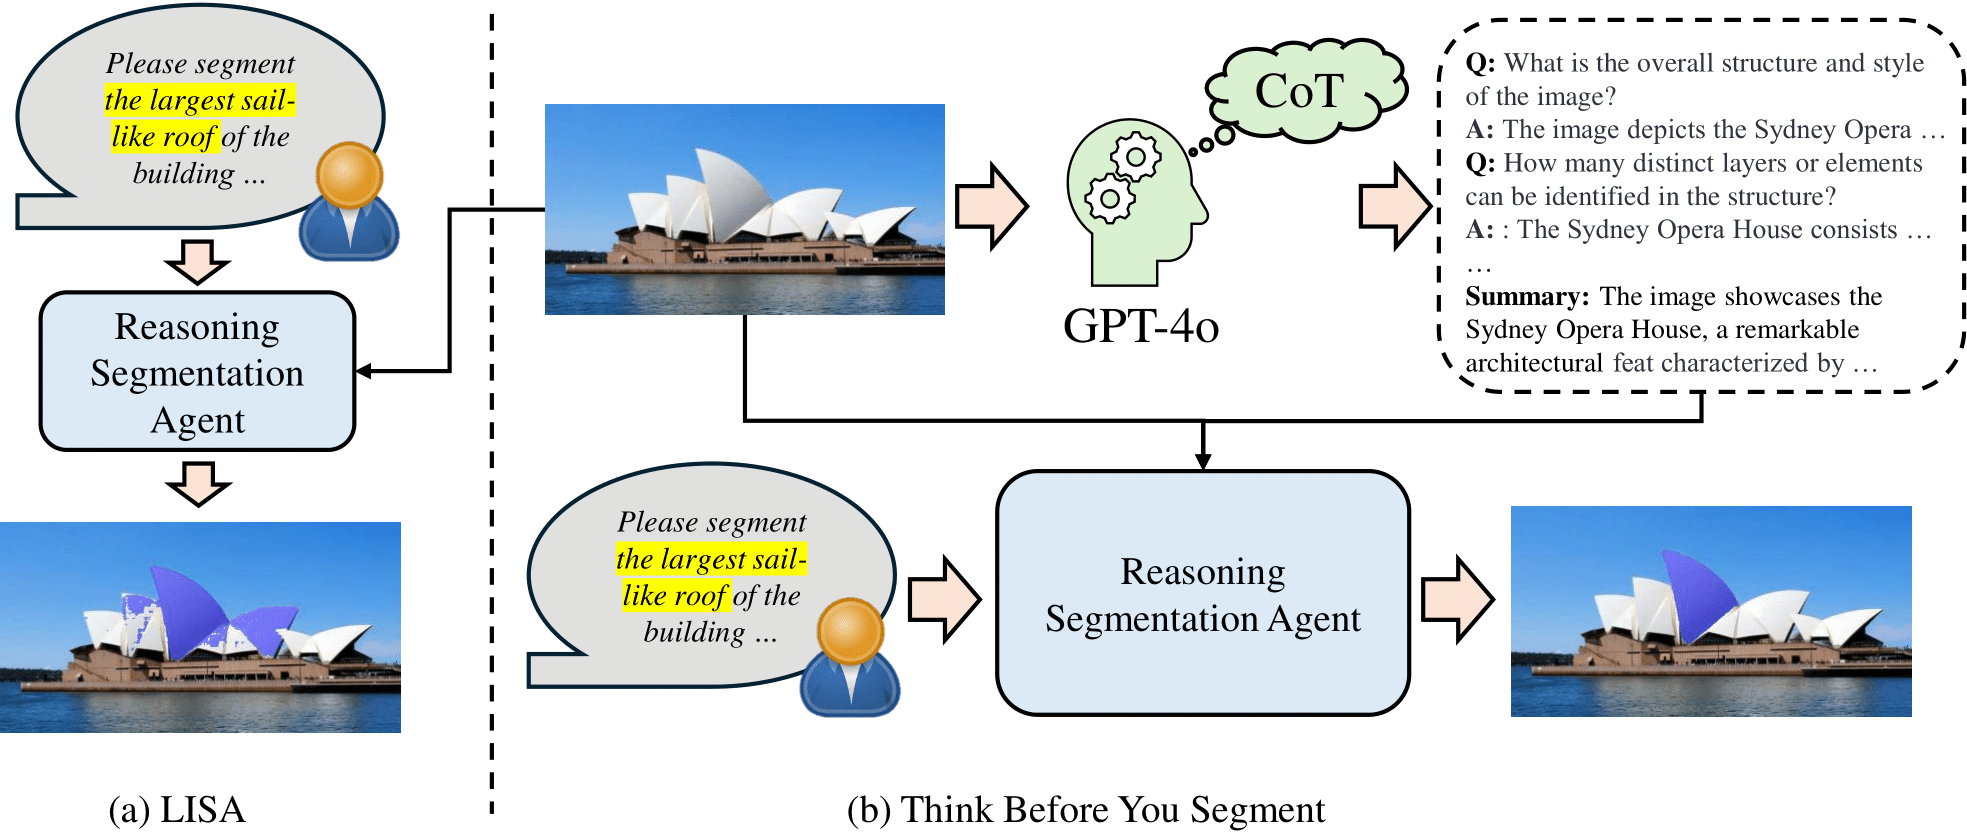 Please segment
the largest sail-
like roof of the
building ...
Reasoning
Segmentation
Agent
(a) LISA
CoT
GPT-4o
Q: What is the overall structure and style
of the image?
A: The image depicts the Sydney Opera ...
Q: How many distinct layers or elements
can be identified in the structure?
A: : The Sydney Opera House consists ...
...
Summary: The image showcases the
Sydney Opera House, a remarkable
architectural feat characterized by ...
Please segment
the largest sail-
like roof of the
building ...
Reasoning
Segmentation Agent
(b) Think Before You Segment